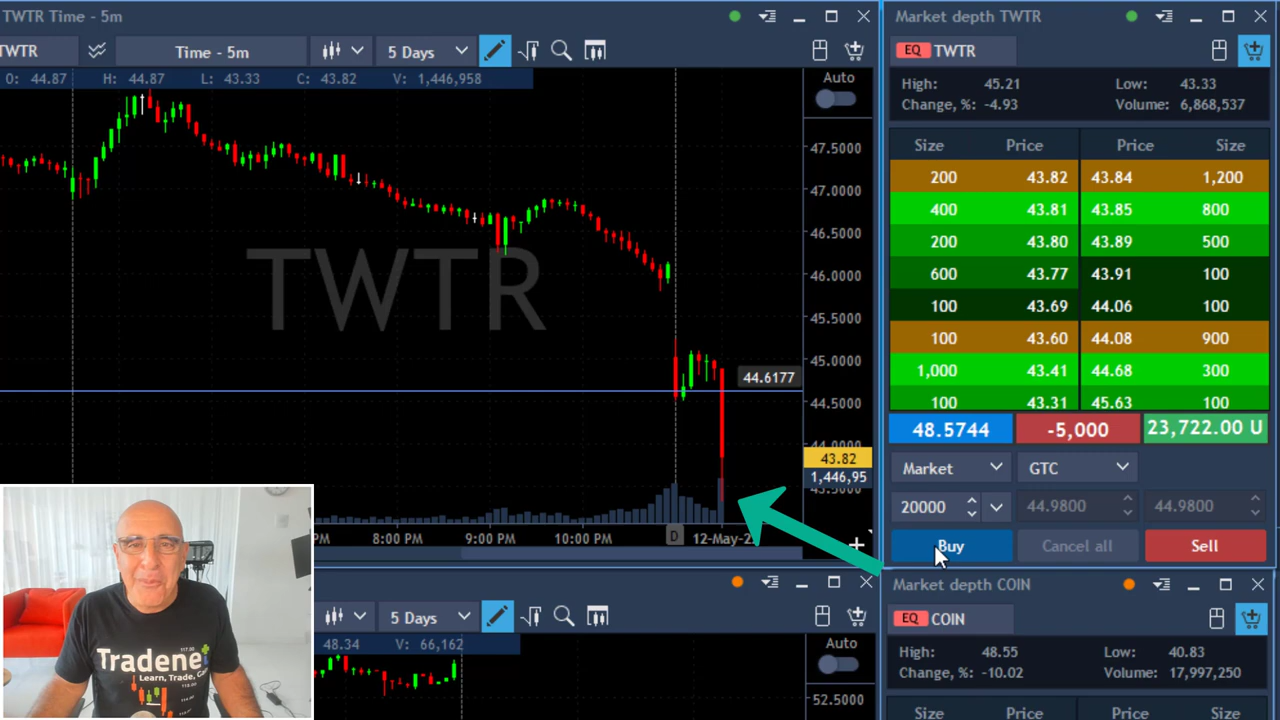 TWTR Time - 5m
TWTR Time - 5m 5 Days
O: 44.87 H: 44.87 L: 43.33 C: 43.82 V: 1,446,958
Auto
47.5000
47.0000
46.5000
46.0000
45.5000
45.0000
44.6177
44.5000
44.0000
43.82
1,446,95
TWTR
8:00 PM 9:00 PM 10:00 PM D 12-May-2
Market depth TWTR
EQ TWTR
High: 45.21 Low: 43.33
Change, %: -4.93 Volume: 6,868,537
Size Price Price Size
200 43.82 43.84 1,200
400 43.81 43.85 800
200 43.80 43.89 500
600 43.77 43.91 100
100 43.69 44.06 100
100 43.60 44.08 900
1,000 43.41 44.68 300
100 43.31 45.63 100
48.5744 -5,000 23,722.00 U
Market GTC
20000 44.9800 44.9800
Buy Cancel all Sell
5 Days
48.34 V: 66,162
Auto
52.5000
Market depth COIN
EQ COIN
High: 48.55 Low: 40.83
Change, %: -10.02 Volume: 17,997,250
Size Price Price Size
Tradenet
Learn, Trade,